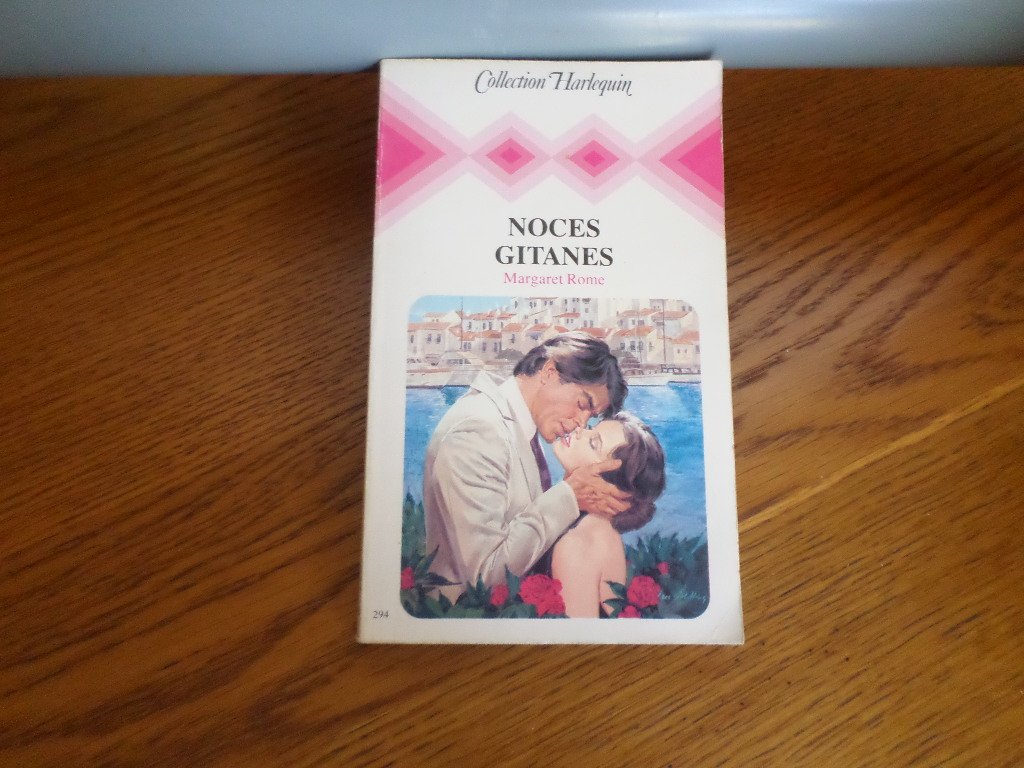 Collection Harlequin
NOCES
GITANES
Margaret Rome
294